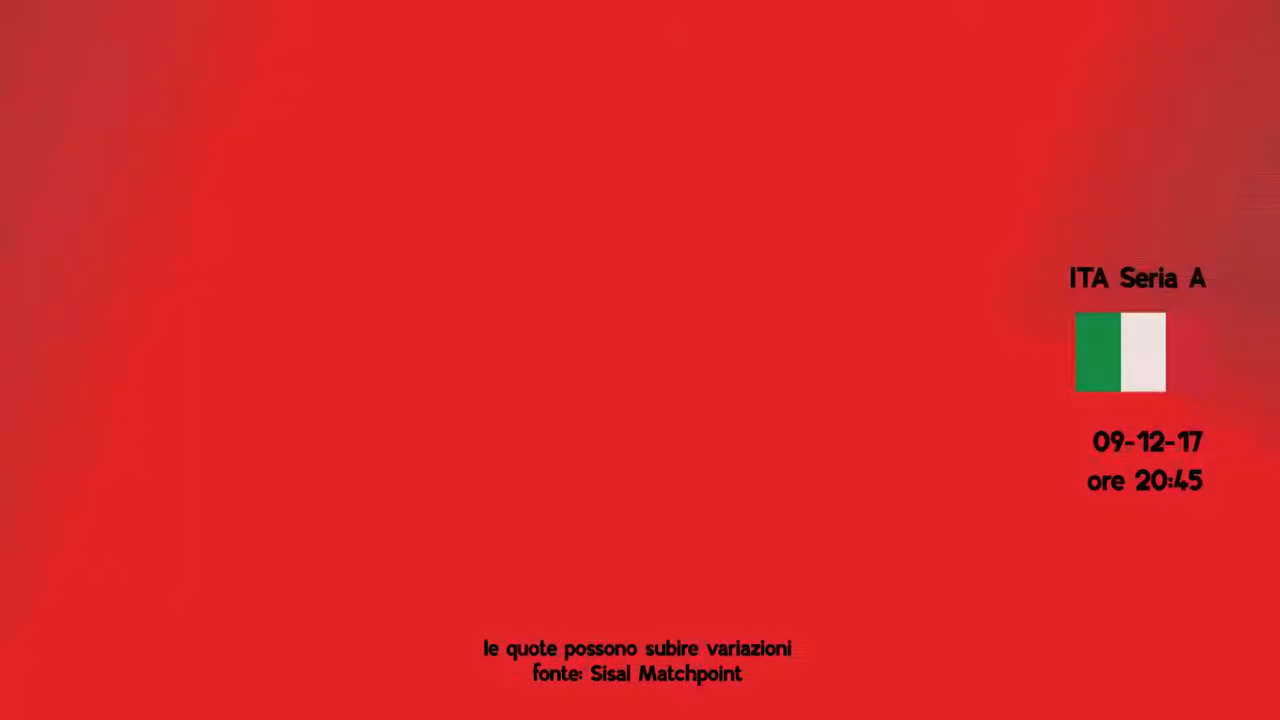 ITA Seria A
09-12-17
ore 20:45
le quote possono subire variazioni
fonte: Sisal Matchpoint